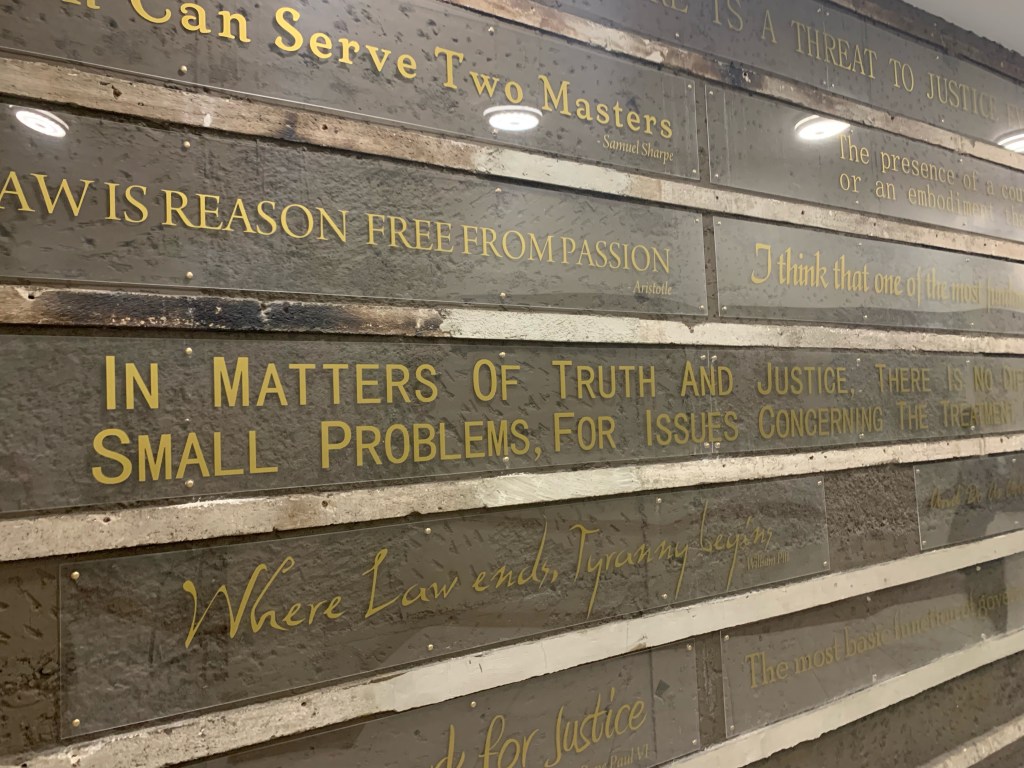 Can Serve Two Masters
- Samuel Sharpe
IS A THREAT TO JUSTICE
The presence of a
or an embodiment
LAW IS REASON FREE FROM PASSION
- Aristotle
I think that one of the most
IN MATTERS OF TRUTH AND JUSTICE, THERE IS NO
SMALL PROBLEMS, FOR ISSUES CONCERNING THE TREATMENT
Where Law ends, Tyranny begins
- William Pitt
The most basic function of
for Justice
Paul VI